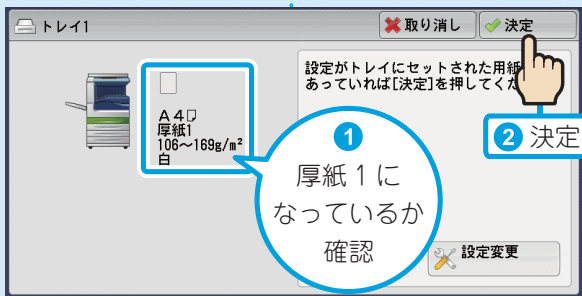 トレイ1
取り消し
決定
設定がトレイにセットされた用紙
あっていれば[決定]を押してく
A4
厚紙1
106～169g/m²
白
1
厚紙1に
なっているか
確認
2 決定
設定変更